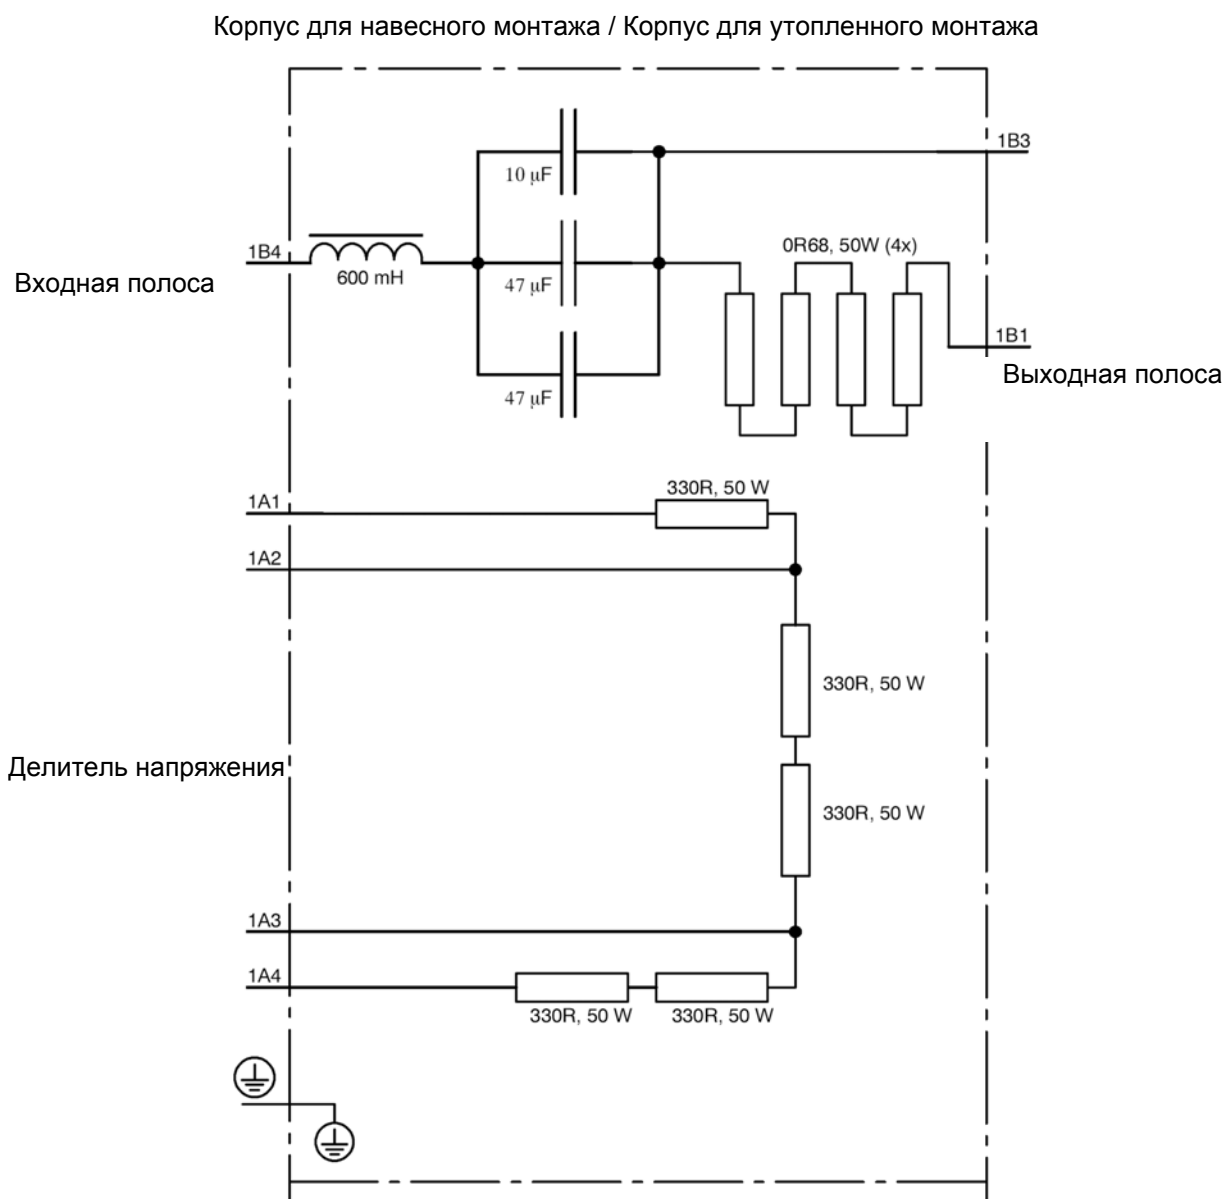 Корпус для навесного монтажа / Корпус для утопленного монтажа
1B3
10 µF
1B4
0R68, 50W (4x)
600 mH
Входная полоса
47 µF
1B1
Выходная полоса
47 µF
330R, 50 W
1A1
1A2
330R, 50 W
Делитель напряжения
330R, 50 W
1A3
1A4
330R, 50 W
330R, 50 W